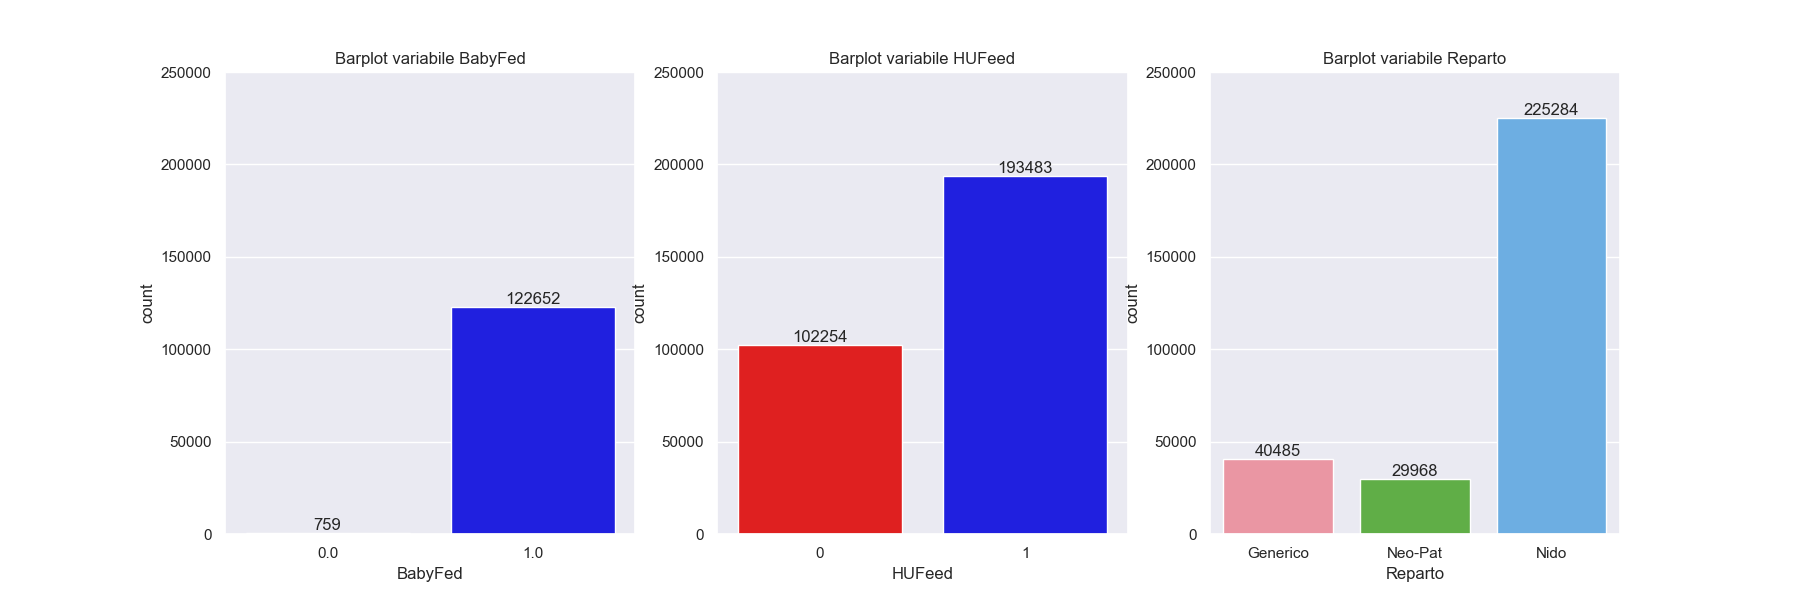 Barplot variabile BabyFed
250000
200000
150000
100000
50000
0
count
759
122652
0.0
1.0
BabyFed
Barplot variabile HUFeed
250000
200000
150000
100000
50000
0
count
102254
193483
0
1
HUFeed
Barplot variabile Reparto
250000
200000
150000
100000
50000
0
count
40485
29968
225284
Generico
Neo-Pat
Nido
Reparto